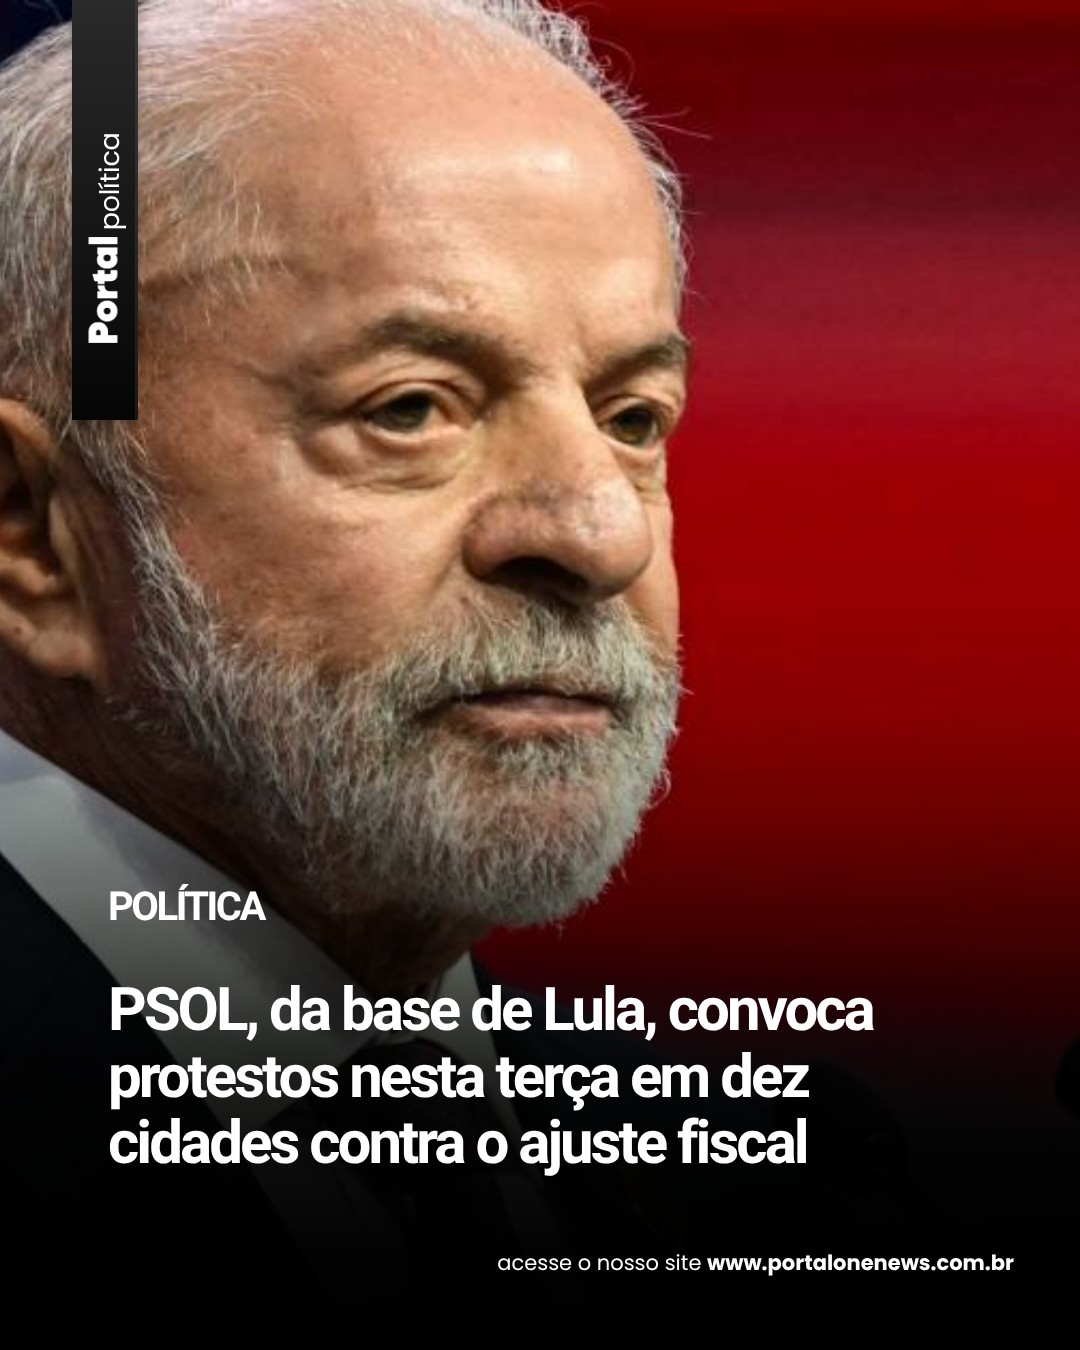 Portal política
POLÍTICA
PSOL, da base de Lula, convoca
protestos nesta terça em dez
cidades contra o ajuste fiscal
acesse o nosso site www.portalonenews.com.br